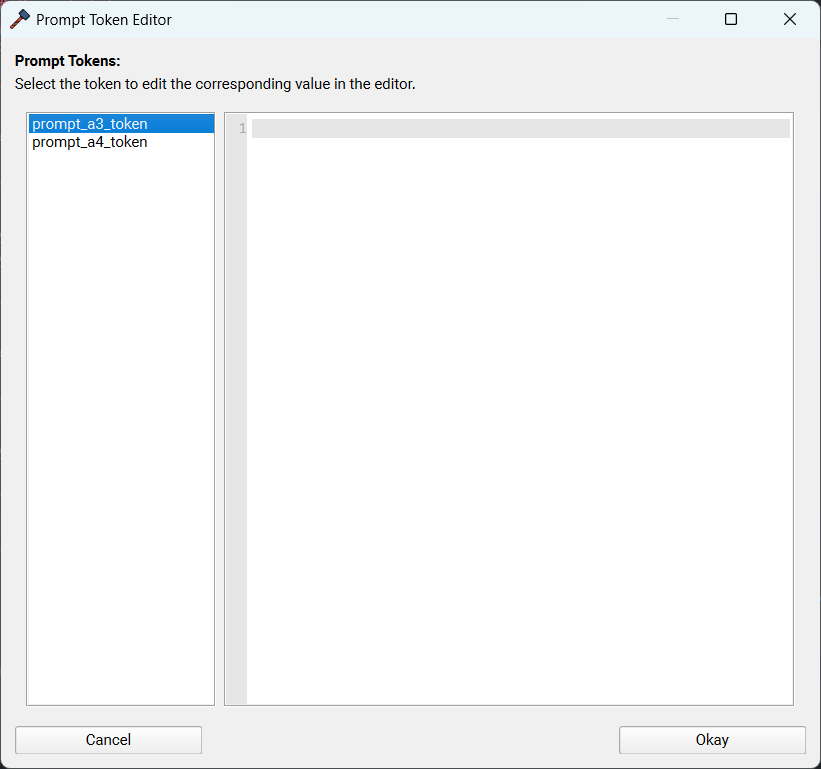 Prompt Token Editor
Prompt Tokens:
Select the token to edit the corresponding value in the editor.
prompt_a3_token
prompt_a4_token
1
Cancel
Okay